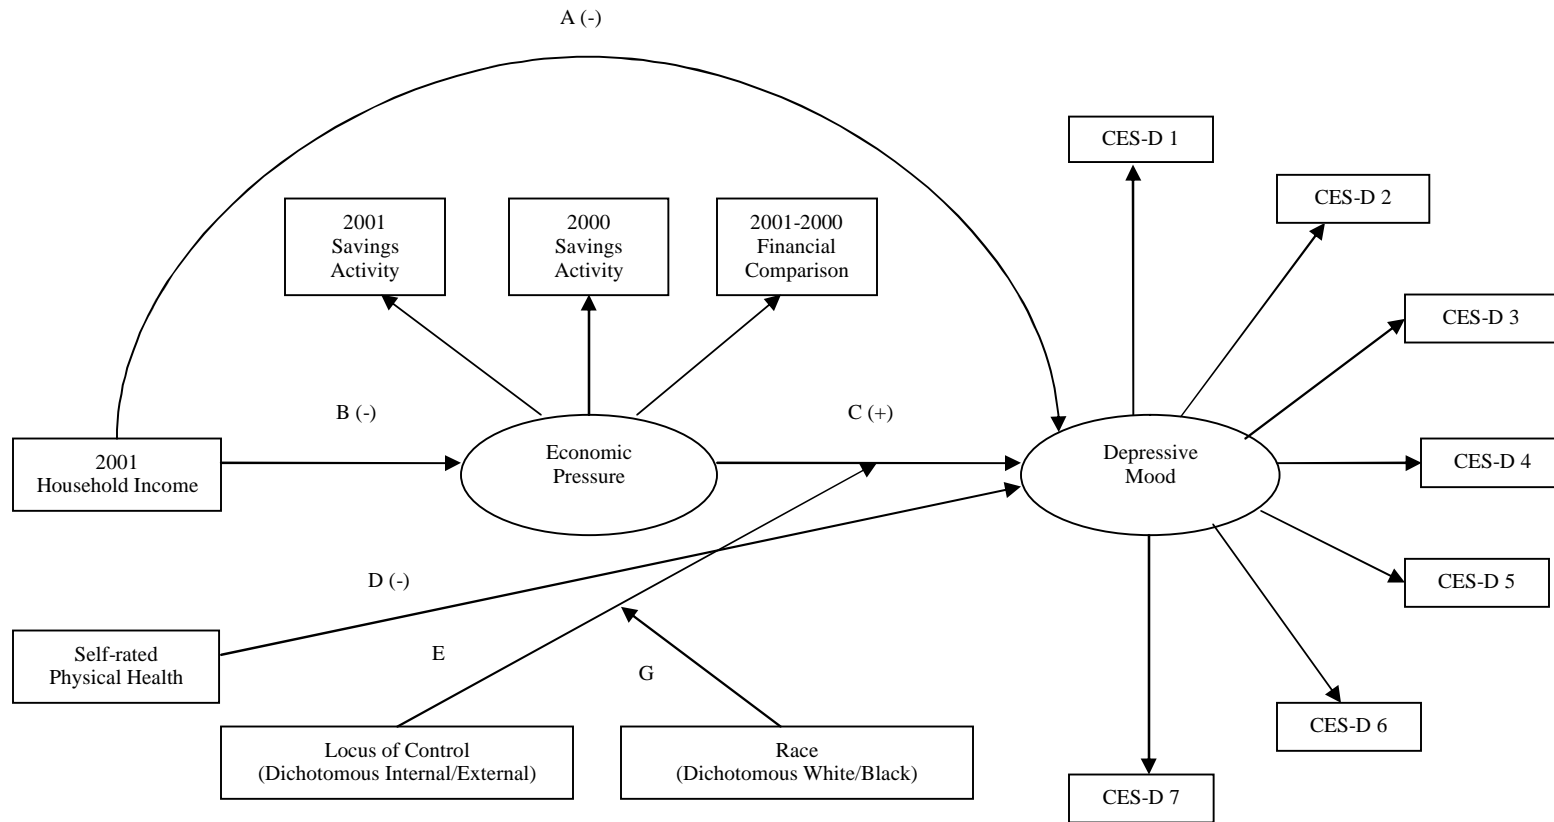 A (-)
CES-D 1
CES-D 2
2001
Savings
Activity
2000
Savings
Activity
2001-2000
Financial
Comparison
CES-D 3
B (-)
C (+)
2001
Household Income
Economic
Pressure
Depressive
Mood
CES-D 4
D (-)
CES-D 5
Self-rated
Physical Health
E
G
CES-D 6
Locus of Control
(Dichotomous Internal/External)
Race
(Dichotomous White/Black)
CES-D 7